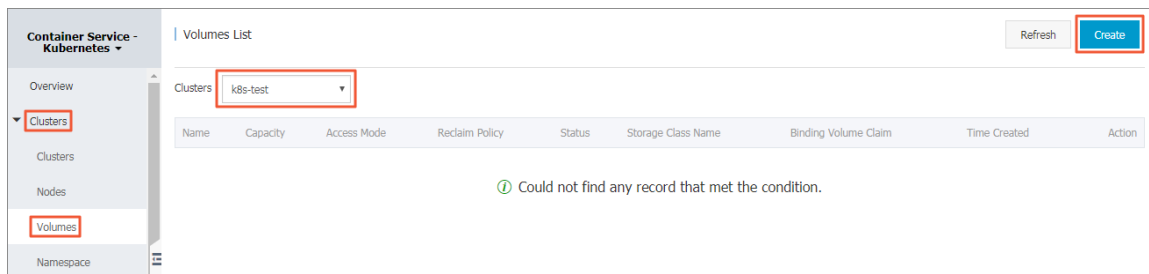 Container Service -
Kubernetes
Volumes List
Refresh
Create
Overview
Clusters
k8s-test
Clusters
Name Capacity Access Mode Reclaim Policy Status Storage Class Name Binding Volume Claim Time Created Action
Clusters
Nodes
Could not find any record that met the condition.
Volumes
Namespace